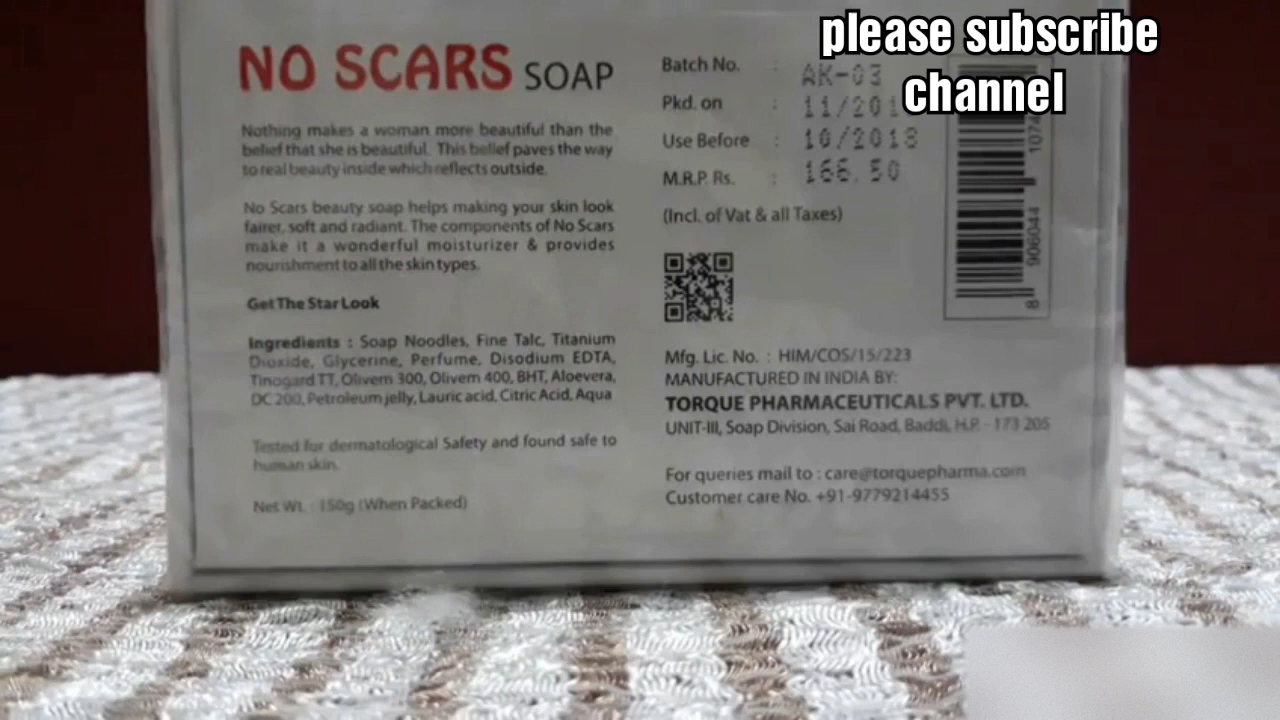 please subscribe
channel
NO SCARS SOAP
Nothing makes a woman more beautiful than the
belief that she is beautiful. This belief paves the way
to real beauty inside which reflects outside.
No Scars beauty soap helps making your skin look
fairer, soft and radiant. The components of No Scars
make it a wonderful moisturizer & provides
nourishment to all the skin types.
Get The Star Look
Ingredients : Soap Noodles, Fine Talc, Titanium
Dioxide, Glycerine, Perfume, Disodium EDTA,
Tinogard TT, Olivem 300, Olivem 400, BHT, Aloevera,
DC 200, Petroleum jelly, Lauric acid, Citric Acid, Aqua
Tested for dermatological Safety and found safe to
human skin.
Net Wt. : 150g (When Packed)
Batch No. : AK-03
Pkd. on : 11/201
Use Before : 10/2018
M.R.P. Rs. : 166.50
(Incl. of Vat & all Taxes)
Mfg. Lic. No. : HIM/COS/15/223
MANUFACTURED IN INDIA BY:
TORQUE PHARMACEUTICALS PVT. LTD.
UNIT-III, Soap Division, Sai Road, Baddi, H.P. - 173 205
For queries mail to : care@torquepharma.com
Customer care No. +91-9779214455
8 906044 1074